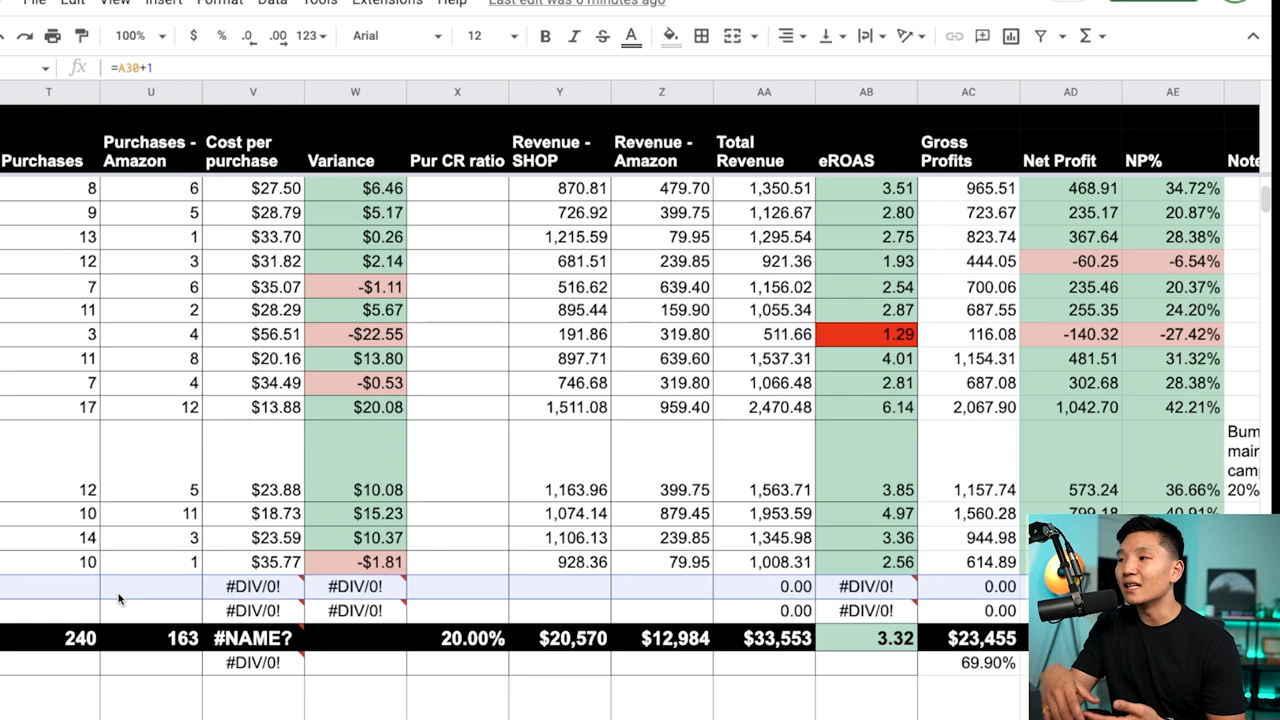 File Edit View Insert Format Data Tools Extensions Help Last edit was 6 minutes ago
100% $ % .0 .00 123 Arial 12 B I S A
fx =A30+1
T U V W X Y Z AA AB AC AD AE
Purchases Purchases - Amazon Cost per purchase Variance Pur CR ratio Revenue - SHOP Revenue - Amazon Total Revenue eROAS Gross Profits Net Profit NP%
8 6 $27.50 $6.46 870.81 479.70 1,350.51 3.51 965.51 468.91 34.72%
9 5 $28.79 $5.17 726.92 399.75 1,126.67 2.80 723.67 235.17 20.87%
13 1 $33.70 $0.26 1,215.59 79.95 1,295.54 2.75 823.74 367.64 28.38%
12 3 $31.82 $2.14 681.51 239.85 921.36 1.93 444.05 -60.25 -6.54%
7 6 $35.07 -$1.11 516.62 639.40 1,156.02 2.54 700.06 235.46 20.37%
11 2 $28.29 $5.67 895.44 159.90 1,055.34 2.87 687.55 255.35 24.20%
3 4 $56.51 -$22.55 191.86 319.80 511.66 1.29 116.08 -140.32 -27.42%
11 8 $20.16 $13.80 897.71 639.60 1,537.31 4.01 1,154.31 481.51 31.32%
7 4 $34.49 -$0.53 746.68 319.80 1,066.48 2.81 687.08 302.68 28.38%
17 12 $13.88 $20.08 1,511.08 959.40 2,470.48 6.14 2,067.90 1,042.70 42.21%
12 5 $23.88 $10.08 1,163.96 399.75 1,563.71 3.85 1,157.74 573.24 36.66% 20%
10 11 $18.73 $15.23 1,074.14 879.45 1,953.59 4.97 1,560.28 799.18 40.91%
14 3 $23.59 $10.37 1,106.13 239.85 1,345.98 3.36 944.98
10 1 $35.77 -$1.81 928.36 79.95 1,008.31 2.56 614.89
#DIV/0! #DIV/0! 0.00 #DIV/0! 0.00
#DIV/0! #DIV/0! 0.00 #DIV/0! 0.00
240 163 #NAME? 20.00% $20,570 $12,984 $33,553 3.32 $23,455
#DIV/0! 69.90%